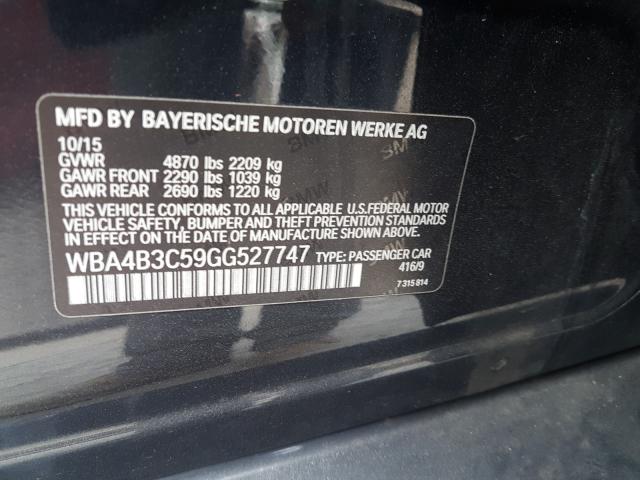 MFD BY BAYERISCHE MOTOREN WERKE AG
10/15
GVWR 4870 lbs 2209 kg
GAWR FRONT 2290 lbs 1039 kg
GAWR REAR 2690 lbs 1220 kg
THIS VEHICLE CONFORMS TO ALL APPLICABLE U.S.FEDERAL MOTOR
VEHICLE SAFETY, BUMPER AND THEFT PREVENTION STANDARDS
IN EFFECT ON THE DATE OF MANUFACTURE SHOWN ABOVE.
WBA4B3C59GG527747 TYPE: PASSENGER CAR
416/9
7 315 814